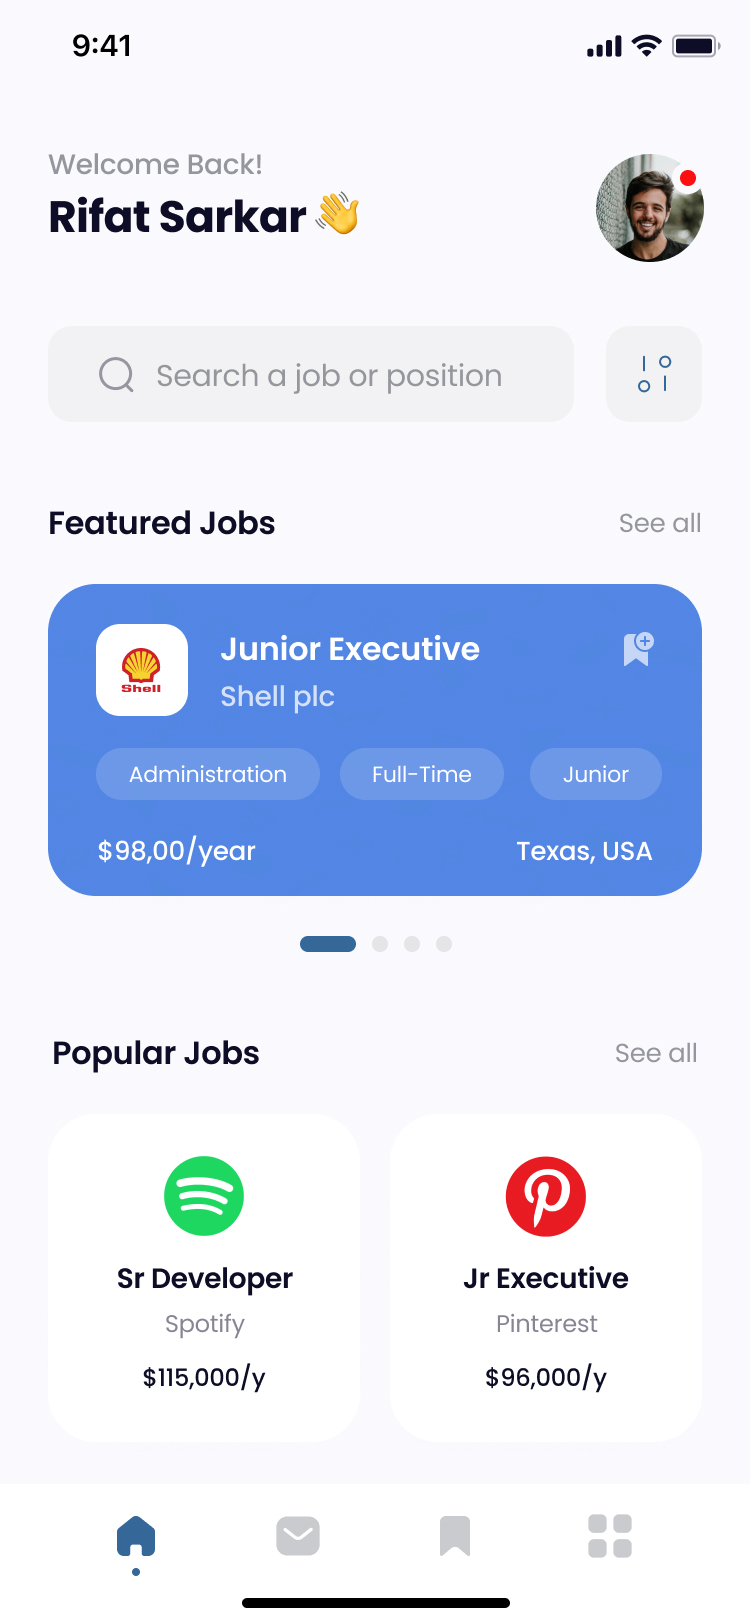 9:41
Welcome Back!
Rifat Sarkar 👋
Search a job or position
Featured Jobs
See all
Shell
Junior Executive
Shell plc
Administration
Full-Time
Junior
$98,00/year
Texas, USA
Popular Jobs
See all
Sr Developer
Spotify
$115,000/y
Jr Executive
Pinterest
$96,000/y